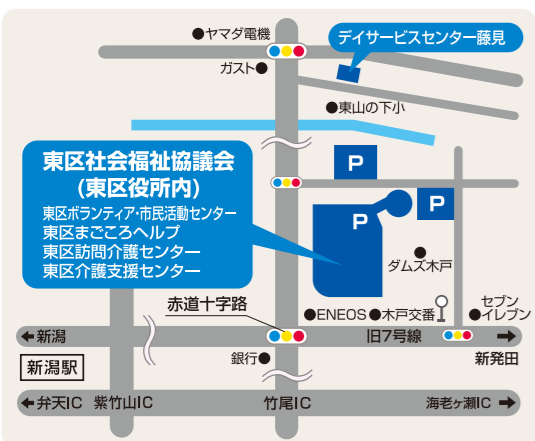 ●ヤマダ電機
デイサービスセンター藤見
ガスト●
●東山の下小
東区社会福祉協議会
(東区役所内)
東区ボランティア・市民活動センター
東区まごころヘルプ
東区訪問介護センター
東区介護支援センター
P
P
P
●
ダムズ木戸
赤道十字路
●ENEOS
●木戸交番
セブン
●イレブン
←新潟
旧7号線
→
新発田
銀行●
新潟駅
←弁天IC
紫竹山IC
竹尾IC
海老ヶ瀬IC→